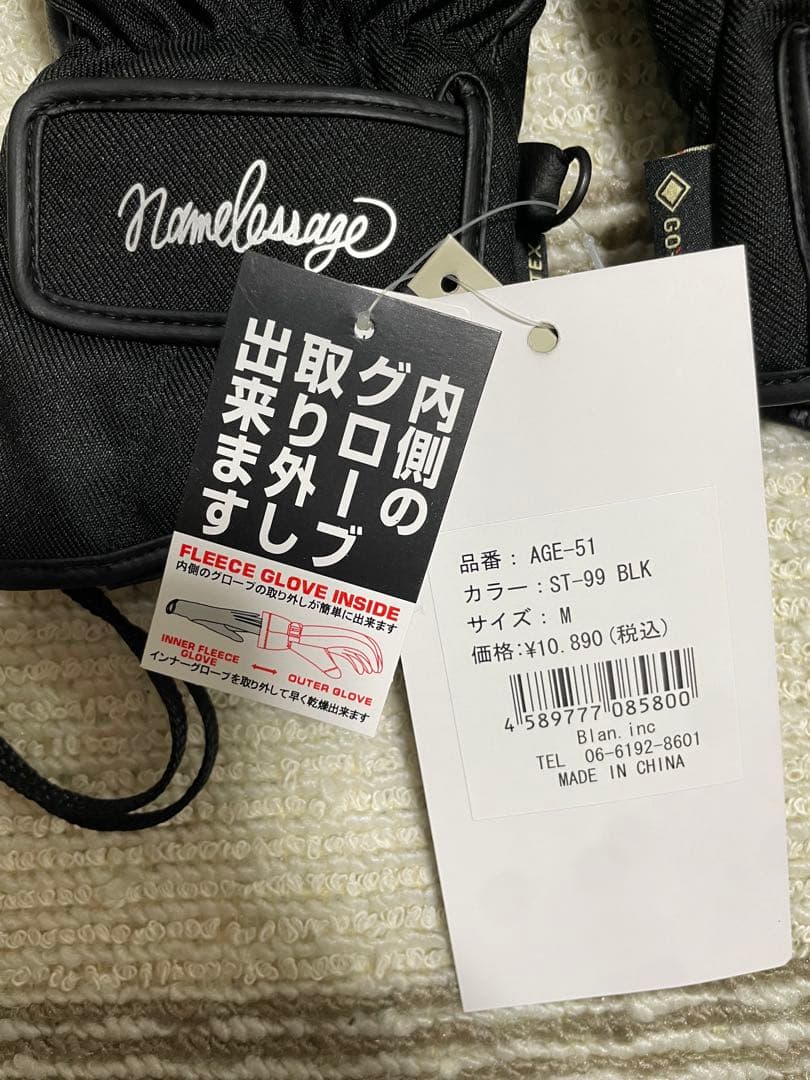 namelessage
TEX
GO
内側の
グローブ
取り外し
出来ます
FLEECE GLOVE INSIDE
内側のグローブの取り外しが簡単に出来ます
INNER FLEECE
GLOVE
OUTER GLOVE
インナーグローブを取り外して早く乾燥出来ます
品番: AGE-51
カラー:ST-99 BLK
サイズ: M
価格:¥10.890(税込)
4 589777 085800
Blan.inc
TEL 06-6192-8601
MADE IN CHINA